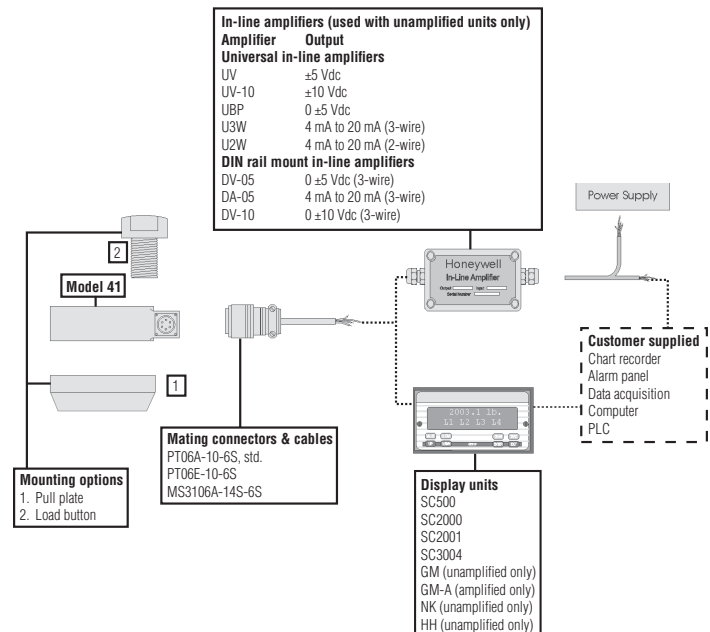 In-line amplifiers (used with unamplified units only)
Amplifier Output
Universal in-line amplifiers
UV ±5 Vdc
UV-10 ±10 Vdc
UBP 0 ±5 Vdc
U3W 4 mA to 20 mA (3-wire)
U2W 4 mA to 20 mA (2-wire)
DIN rail mount in-line amplifiers
DV-05 0 ±5 Vdc (3-wire)
DA-05 4 mA to 20 mA (3-wire)
DV-10 0 ±10 Vdc (3-wire)
Power Supply
2
Model 41
1
Honeywell
In-Line Amplifier
Output Input
Serial Number
Customer supplied
Chart recorder
Alarm panel
Data acquisition
Computer
PLC
2003.1 lb.
L1 L2 L3 L4
Mating connectors & cables
PT06A-10-6S, std.
PT06E-10-6S
MS3106A-14S-6S
Mounting options
1. Pull plate
2. Load button
Display units
SC500
SC2000
SC2001
SC3004
GM (unamplified only)
GM-A (amplified only)
NK (unamplified only)
HH (unamplified only)